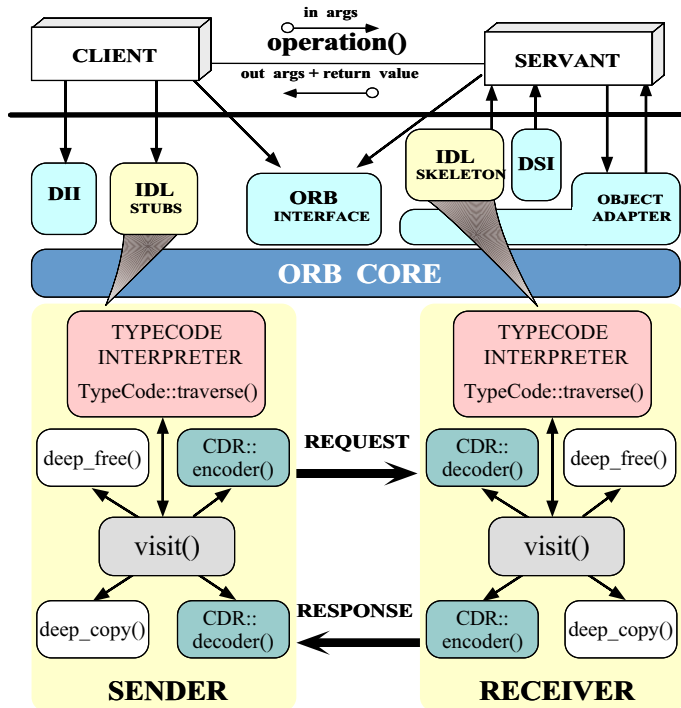 in args
operation()
out args + return value
CLIENT
SERVANT
DII
IDL
STUBS
ORB
INTERFACE
IDL
SKELETON
DSI
OBJECT
ADAPTER
ORB CORE
TYPECODE
INTERPRETER
TypeCode::traverse()
deep_free()
CDR::
encoder()
visit()
deep_copy()
CDR::
decoder()
SENDER
REQUEST
RESPONSE
TYPECODE
INTERPRETER
TypeCode::traverse()
CDR::
decoder()
deep_free()
visit()
CDR::
encoder()
deep_copy()
RECEIVER